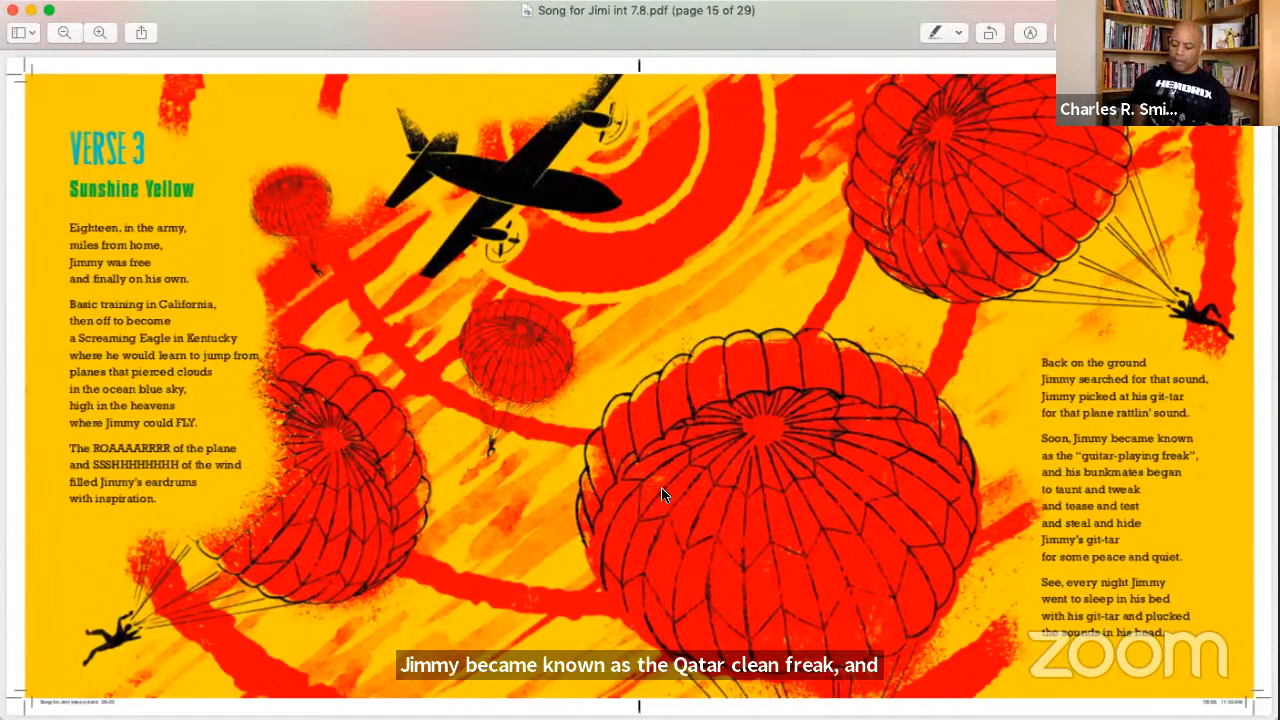 Song for Jimi int 7.8.pdf (page 15 of 29)
HENDRIX
Charles R. Smi...
VERSE 3
Sunshine Yellow
Eighteen, in the army,
miles from home,
Jimmy was free
and finally on his own.
Basic training in California,
then off to become
a Screaming Eagle in Kentucky
where he would learn to jump from
planes that pierced clouds
in the ocean blue sky,
high in the heavens
where Jimmy could FLY.
The ROAAAARRRR of the plane
and SSSHHHHHHHH of the wind
filled Jimmy's eardrums
with inspiration.
Back on the ground
Jimmy searched for that sound,
Jimmy picked at his git-tar
for that plane rattlin' sound.
Soon, Jimmy became known
as the "guitar-playing freak",
and his bunkmates began
to taunt and tweak
and tease and test
and steal and hide
Jimmy's git-tar
for some peace and quiet.
See, every night Jimmy
went to sleep in his bed
with his git-tar and plucked
the sounds in his head.
zoom
Jimmy became known as the Qatar clean freak, and